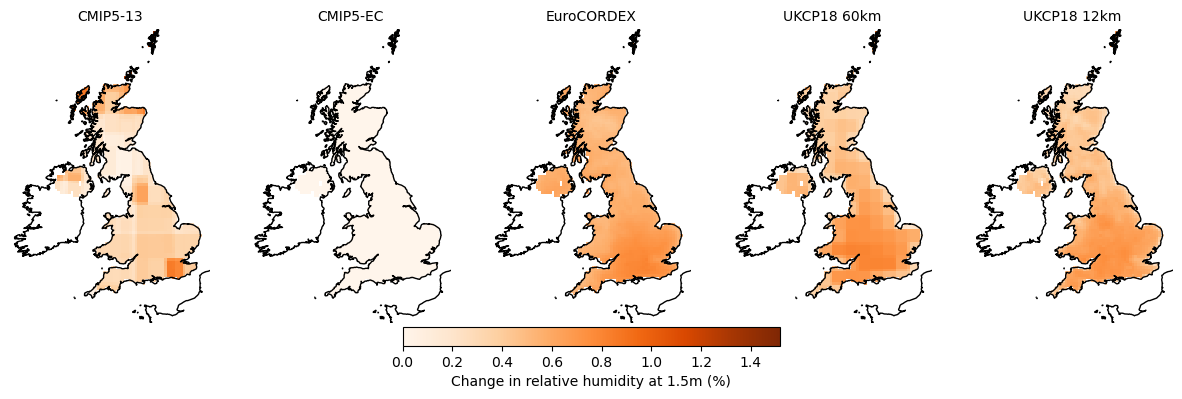 CMIP5-13 CMIP5-EC EuroCORDEX UKCP18 60km UKCP18 12km
0.0 0.2 0.4 0.6 0.8 1.0 1.2 1.4
Change in relative humidity at 1.5m (%)